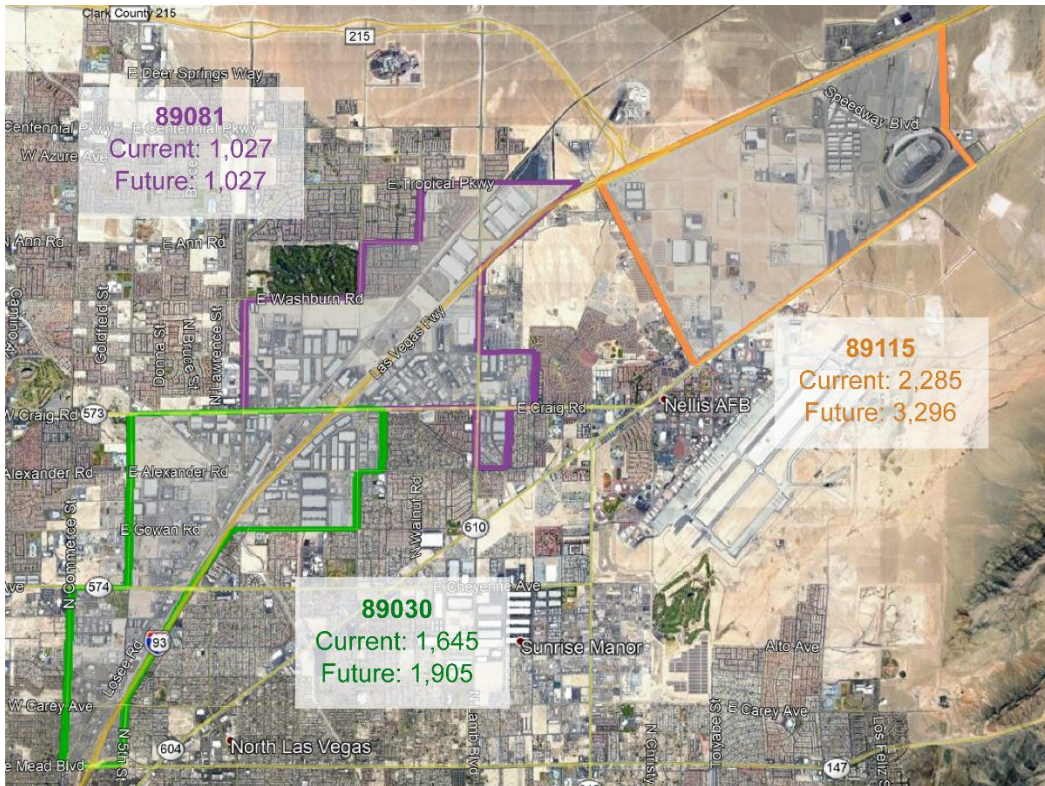 Clark County 215
215
E Deer Springs Way
89081
Current: 1,027
Future: 1,027
Centennial Pkwy
E Centennial Pkwy
W Azure Ave
E Tropical Pkwy
Speedway Blvd
N Ann Rd
E Ann Rd
E Washburn Rd
Goldfield St
Donna St
N Bruce St
N Lawrence St
Las Vegas Fwy
89115
Current: 2,285
Future: 3,296
W Craig Rd
573
E Craig Rd
Nellis AFB
Alexander Rd
E Alexander Rd
N Commerce St
E Gowan Rd
N Walnut Rd
610
Ave
574
E Cheyenne Ave
89030
Current: 1,645
Future: 1,905
93
Losee Rd
Sunrise Manor
Alto Ave
W Carey Ave
E Carey Ave
N 5th St
604
North Las Vegas
N Lamb Blvd
N Christy
Toiyabe St
Los Feliz S
e Mead Blvd
147